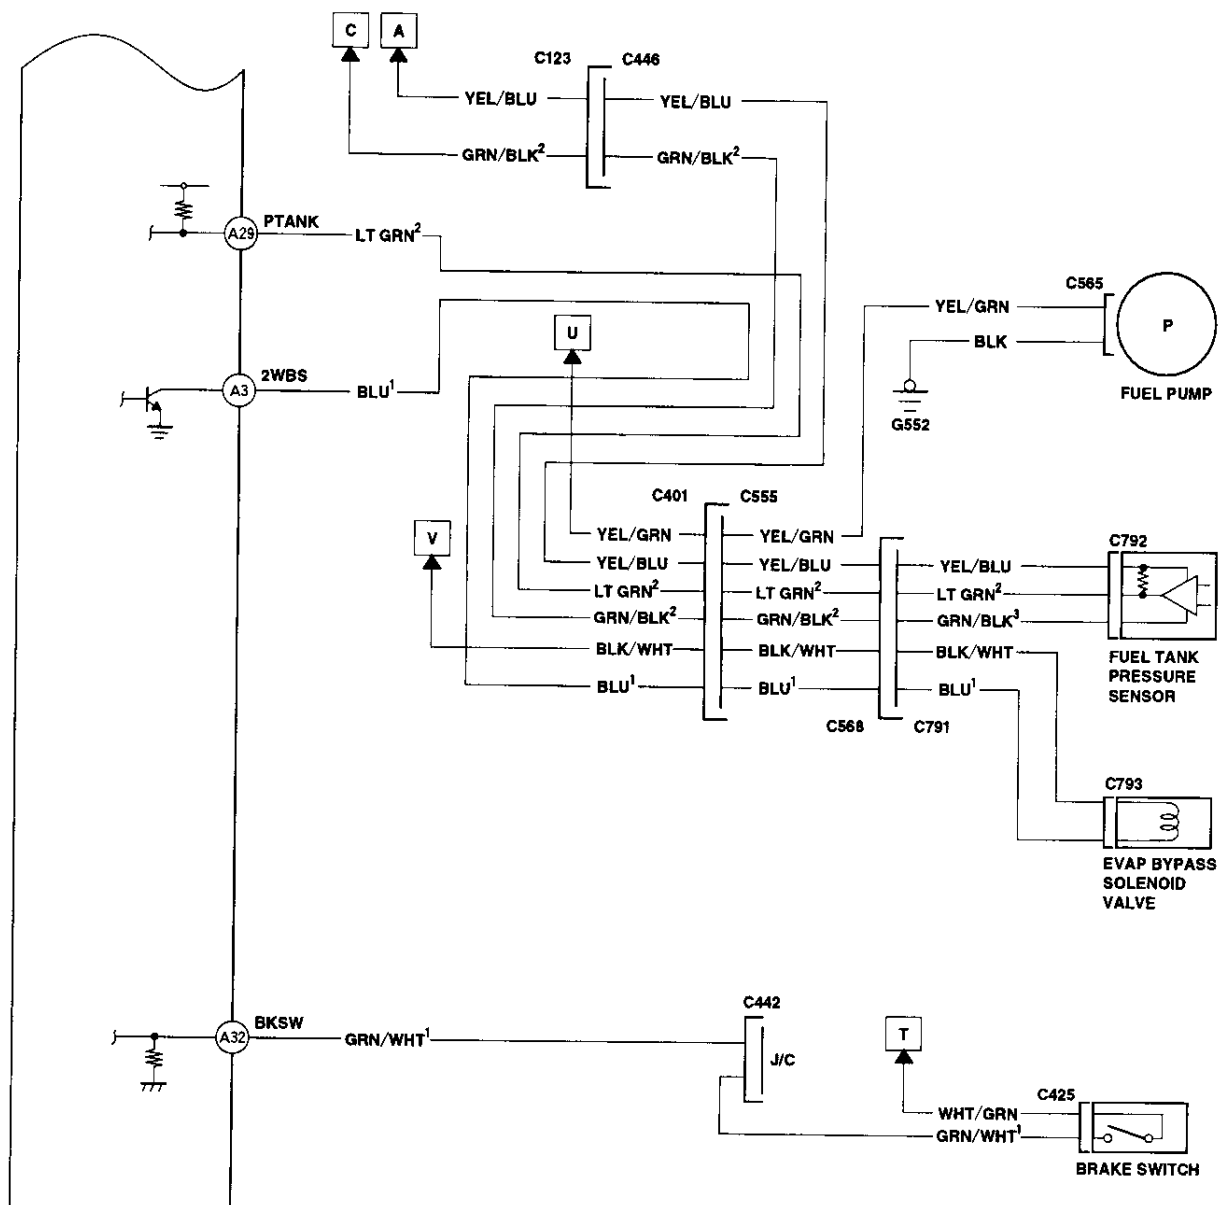 C A
C123 C446
YEL/BLU YEL/BLU
GRN/BLK² GRN/BLK²
A29 PTANK LT GRN²
C565
YEL/GRN
P
U
BLK
A3 2WBS BLU¹
FUEL PUMP
G552
C401 C555
V YEL/GRN YEL/GRN
C792
YEL/BLU YEL/BLU YEL/BLU
LT GRN² LT GRN² LT GRN²
GRN/BLK² GRN/BLK² GRN/BLK³
BLK/WHT BLK/WHT BLK/WHT
BLU¹ BLU¹ BLU¹
FUEL TANK
PRESSURE
SENSOR
C568 C791
C793
EVAP BYPASS
SOLENOID
VALVE
C442
A32 BKSW GRN/WHT¹
J/C
T
C425
WHT/GRN
GRN/WHT¹
BRAKE SWITCH